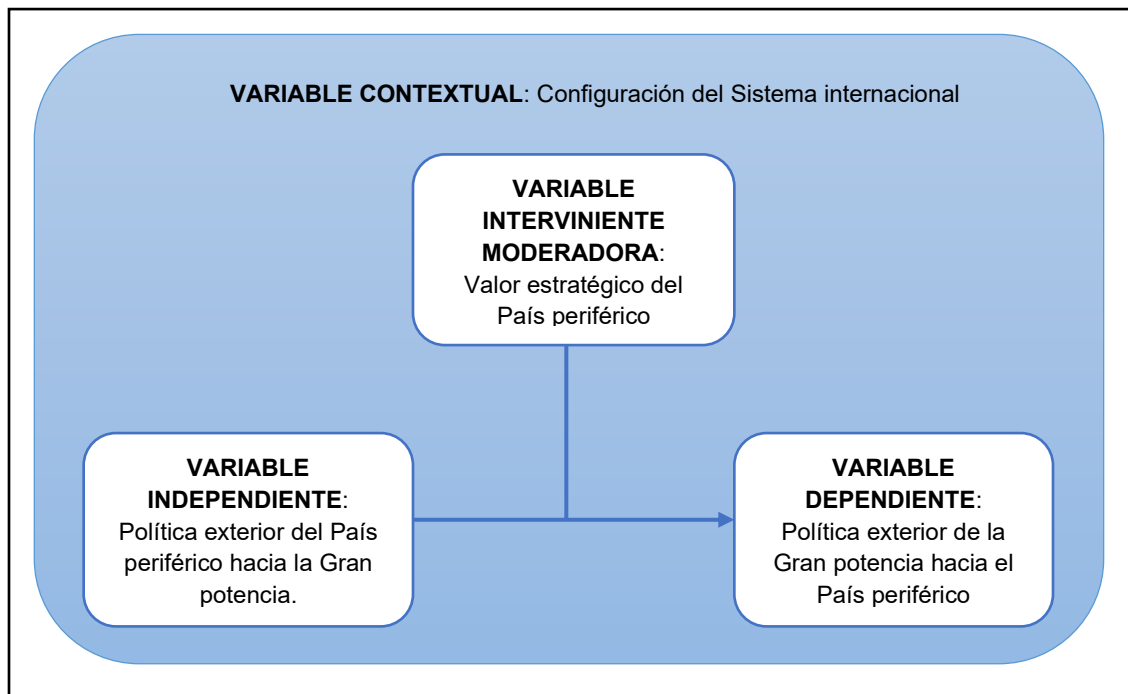 VARIABLE CONTEXTUAL: Configuración del Sistema internacional
VARIABLE
INTERVINIENTE
MODERADORA:
Valor estratégico del
País periférico
VARIABLE
INDEPENDIENTE:
Política exterior del País
periférico hacia la Gran
potencia.
VARIABLE
DEPENDIENTE:
Política exterior de la
Gran potencia hacia el
País periférico